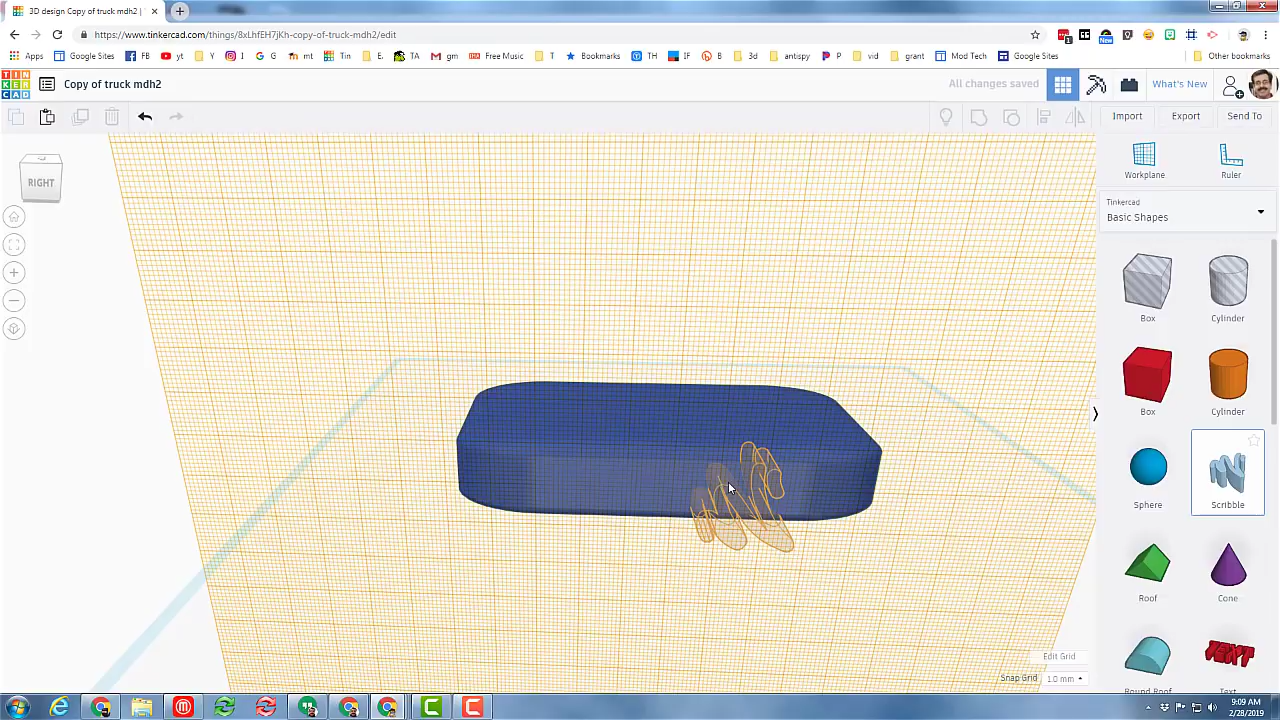 3D design Copy of truck mdh2 |
https://www.tinkercad.com/things/8xLhfEH7jKh-copy-of-truck-mdh2/edit
Apps Google Sites FB yt Y I G mt Tin E. TA gm Free Music T Bookmarks TH IF B 3d antispy P vid grant Mod Tech Google Sites Other bookmarks
TIN
KER
CAD
Copy of truck mdh2
All changes saved
What's New
Import Export Send To
RIGHT
Workplane Ruler
Tinkercad
Basic Shapes
Box Cylinder
Box Cylinder
Sphere Scribble
Roof Cone
TEXT
Round Roof Text
Edit Grid
Snap Grid 1.0 mm
9:09 AM
2/28/2019